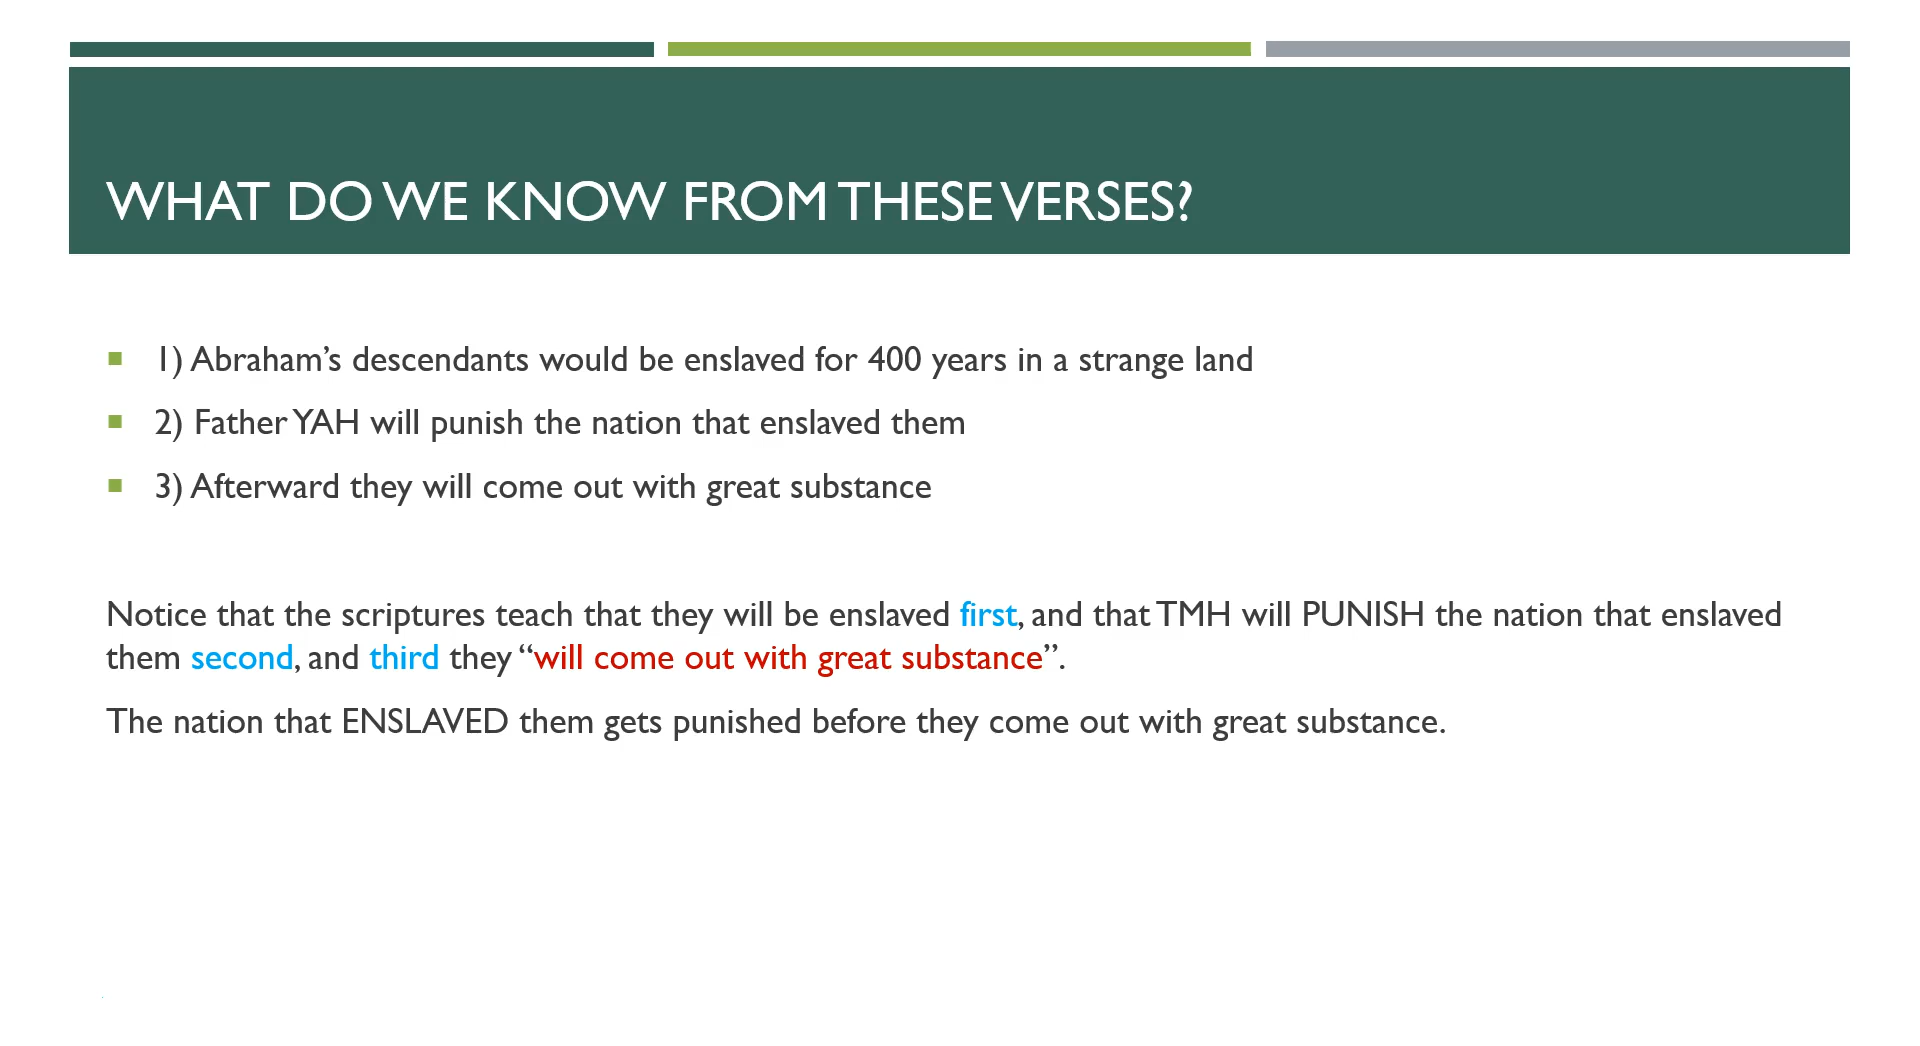 WHAT DO WE KNOW FROM THESE VERSES?
1) Abraham’s descendants would be enslaved for 400 years in a strange land
2) Father YAH will punish the nation that enslaved them
3) Afterward they will come out with great substance
Notice that the scriptures teach that they will be enslaved first, and that TMH will PUNISH the nation that enslaved
them second, and third they “will come out with great substance”.
The nation that ENSLAVED them gets punished before they come out with great substance.